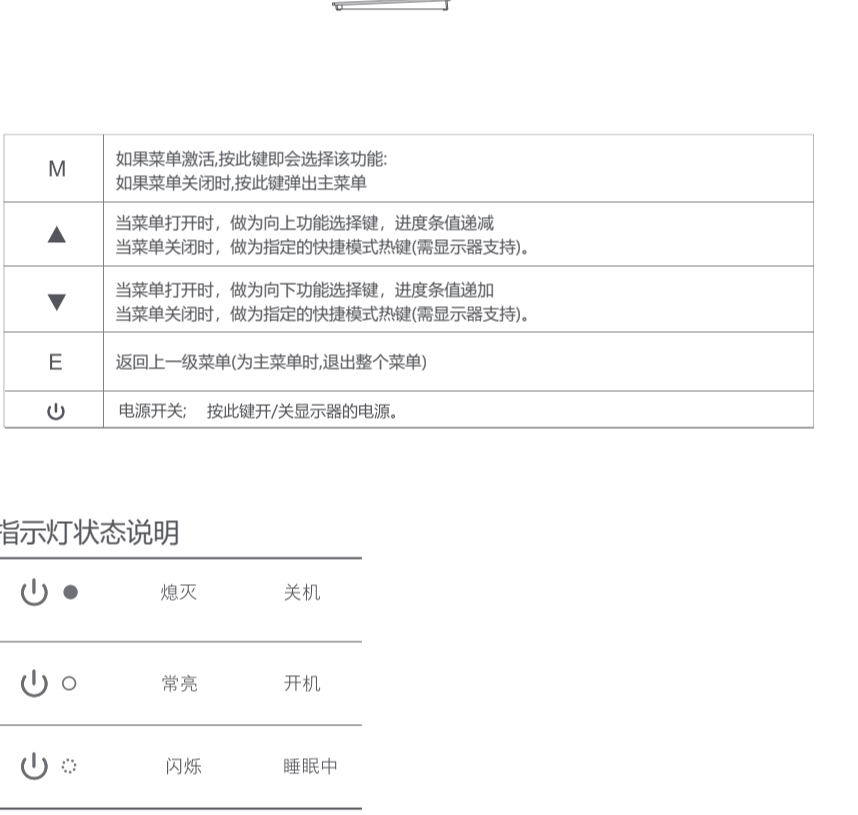 M
如果菜单激活,按此键即会选择该功能:
如果菜单关闭时,按此键弹出主菜单
▲
当菜单打开时，做为向上功能选择键，进度条值递减
当菜单关闭时，做为指定的快捷模式热键(需显示器支持)。
▼
当菜单打开时，做为向下功能选择键，进度条值递加
当菜单关闭时，做为指定的快捷模式热键(需显示器支持)。
E
返回上一级菜单(为主菜单时,退出整个菜单)
电源开关; 按此键开/关显示器的电源。
指示灯状态说明
熄灭 关机
常亮 开机
闪烁 睡眠中